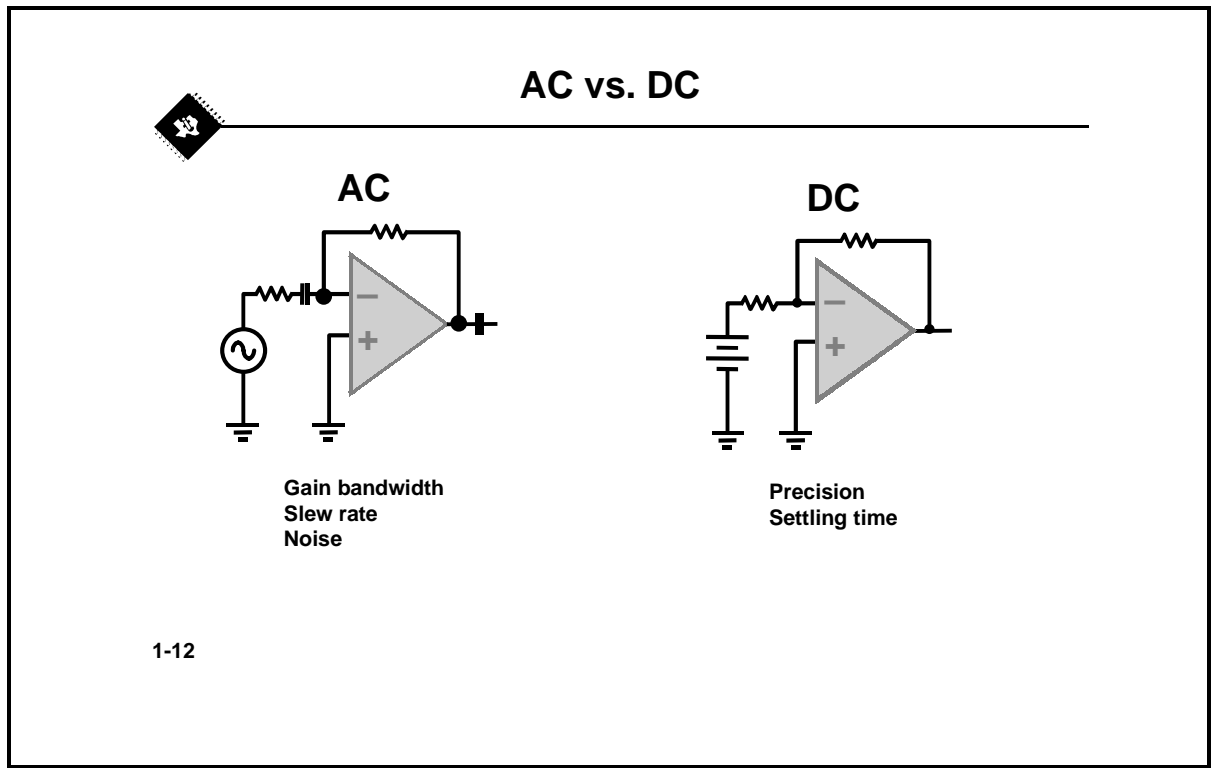 AC vs. DC
AC
DC
Gain bandwidth
Slew rate
Noise
Precision
Settling time
1-12